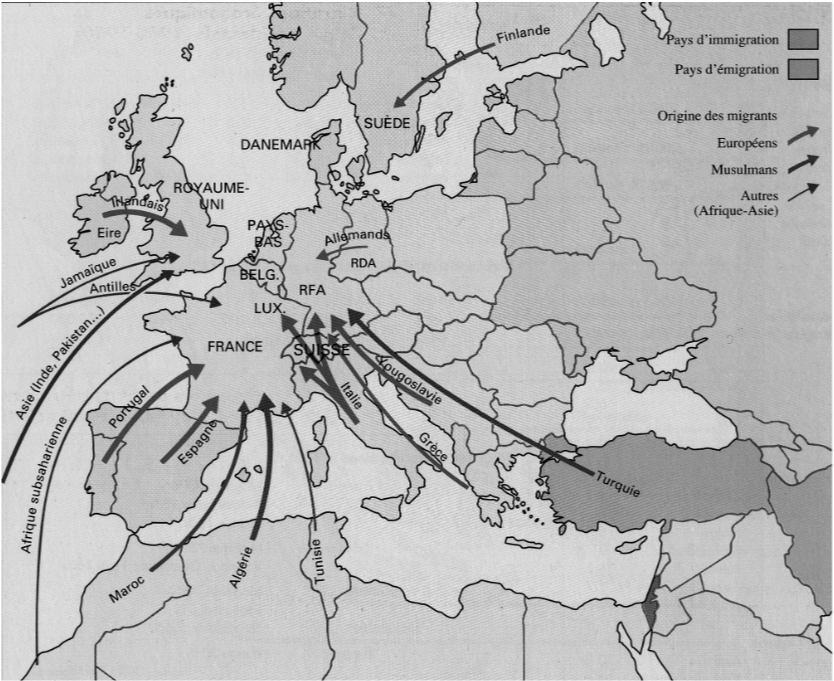 Finlande
Pays d'immigration
Pays d'émigration
Origine des migrants
Européens
Musulmans
Autres
(Afrique-Asie)
SUÈDE
DANEMARK
ROYAUME-
UNI
Irlandais
Eire
PAYS-
BAS
Allemands
RDA
BELG.
RFA
LUX.
Jamaïque
Antilles
FRANCE
SUISSE
Asie (Inde, Pakistan...)
Portugal
Espagne
Italie
Yougoslavie
Grèce
Turquie
Afrique subsaharienne
Maroc
Algérie
Tunisie